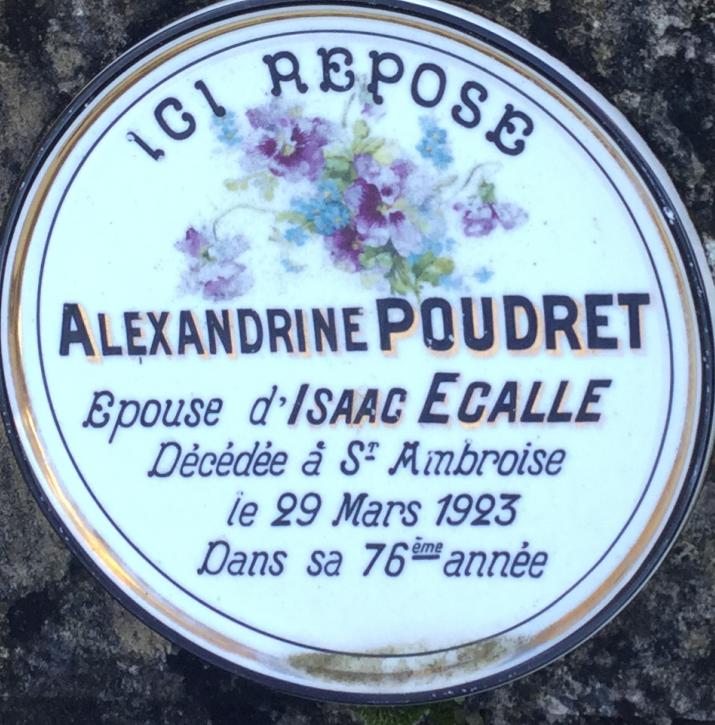 ICI REPOSE
ALEXANDRINE POUDRET
Epouse d'ISAAC ECALLE
Décédée à Sᵀ Ambroise
le 29 Mars 1923
Dans sa 76ème année